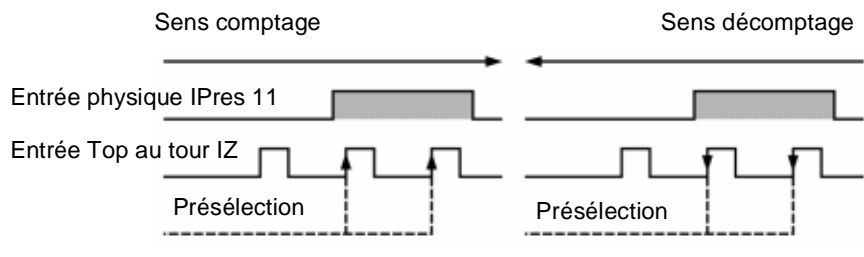 Sens comptage
Sens décomptage
Entrée physique IPres 11
Entrée Top au tour IZ
Présélection
Présélection